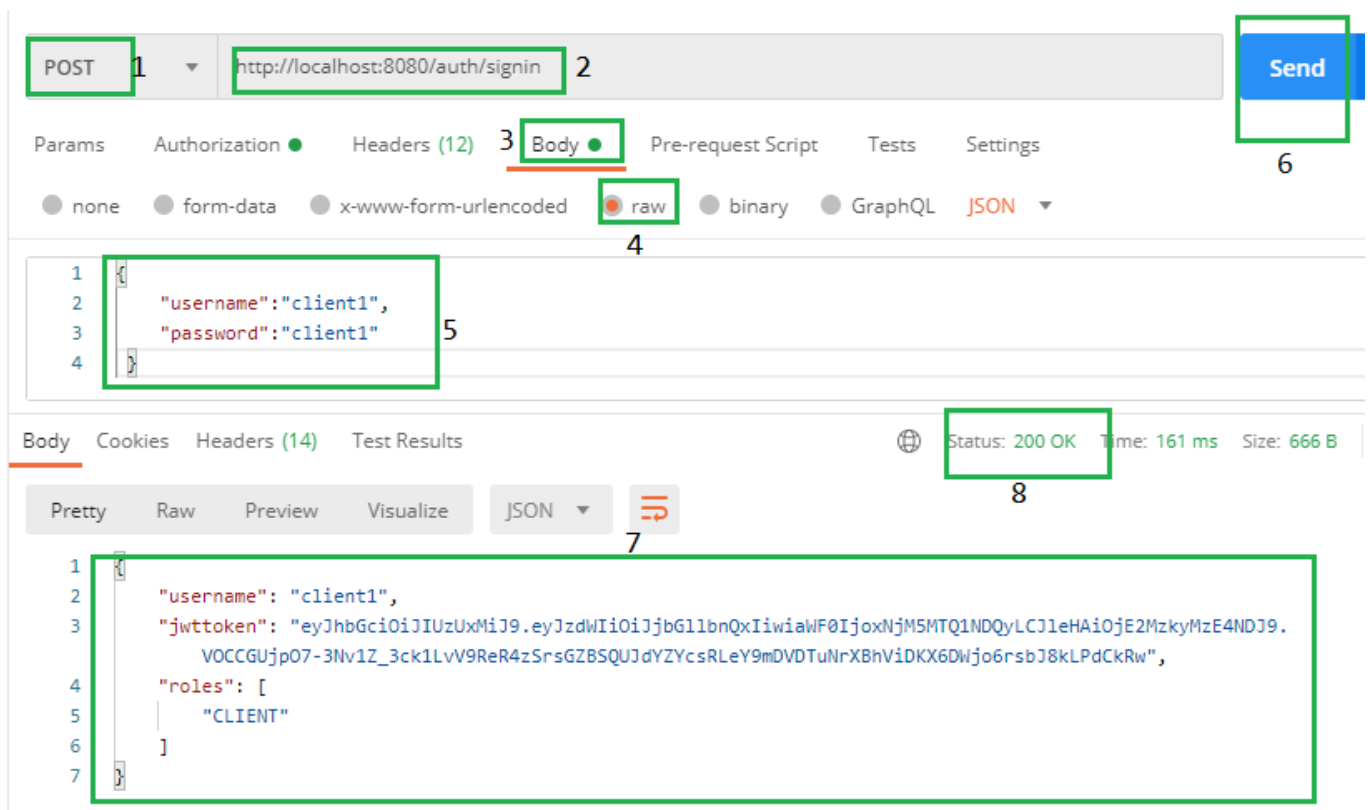 POST 1 http://localhost:8080/auth/signin 2 Send
Params Authorization Headers (12) 3 Body Pre-request Script Tests Settings
6
none form-data x-www-form-urlencoded raw binary GraphQL JSON
4
1 {
2 "username":"client1",
3 "password":"client1" 5
4 }
Body Cookies Headers (14) Test Results Status: 200 OK Time: 161 ms Size: 666 B
8
Pretty Raw Preview Visualize JSON
7
1 {
2 "username": "client1",
3 "jwttoken": "eyJhbGciOiJIUzUxMiJ9.eyJzdWIiOiJjbGllbnQxIiwiaWF0IjoxNjM5MTQ1NDQyLCJleHAiOjE2MzkyMzE4NDJ9.
VOCCGUjpO7-3Nv1Z_3ck1LvV9ReR4zSrsGZBSQUJdYZYcsRLeY9mDVDTuNrXBhViDKX6DWjo6rsbJ8kLPdCkRw",
4 "roles": [
5 "CLIENT"
6 ]
7 }